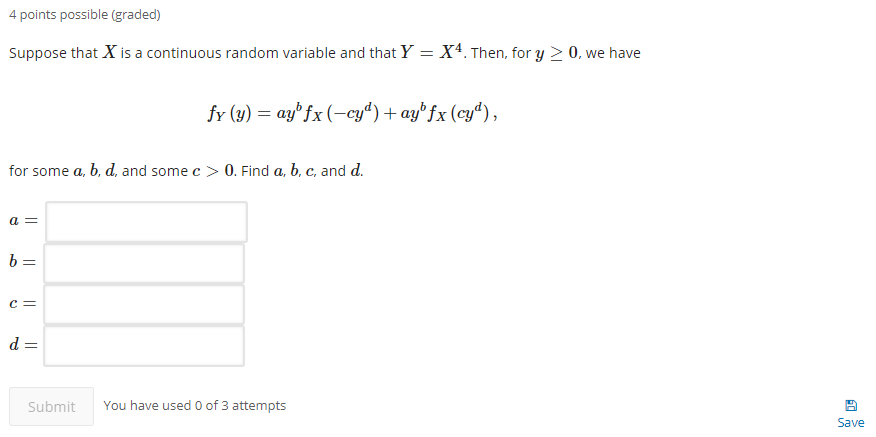 4 points possible (graded)
Suppose that X is a continuous random variable and that Y = X⁴. Then, for y ≥ 0, we have
f_Y (y) = ay^b f_X (−cy^d) + ay^b f_X (cy^d) ,
for some a, b, d, and some c > 0. Find a, b, c, and d.
a =
b =
c =
d =
Submit You have used 0 of 3 attempts
Save